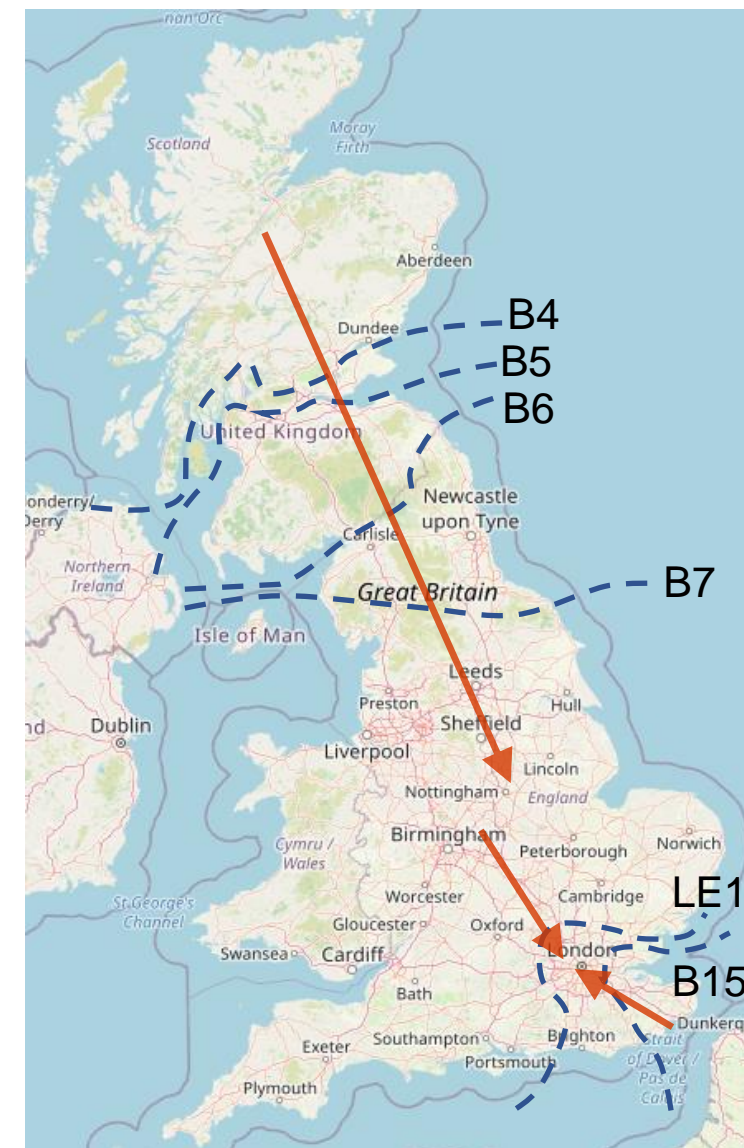 nan Orc
Moray
Firth
Scotland
Aberdeen
Dundee
B4
B5
B6
United Kingdom
onderry/
Derry
Newcastle
upon Tyne
Carlisle
Northern
Ireland
Great Britain
B7
Isle of Man
Leeds
Preston
Hull
nd
Dublin
Sheffield
Liverpool
Lincoln
Nottingham
England
Cymru /
Wales
Birmingham
Peterborough
Norwich
St George's
Channel
Worcester
Cambridge
LE1
Gloucester
Oxford
Swansea
Cardiff
London
B15
Bath
Dunkerq
Southampton
Brighton
Strait
of Dover /
Pas de
Calais
Exeter
Portsmouth
Plymouth